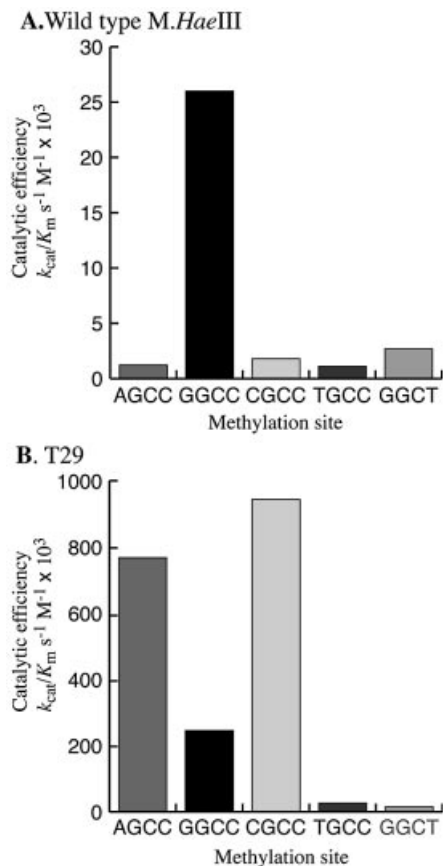 A.Wild type M.HaeIII
Catalytic efficiency
kcat/Km s-1 M-1 x 103
30
25
20
15
10
5
0
AGCC GGCC CGCC TGCC GGCT
Methylation site
B. T29
Catalytic efficiency
kcat/Km s-1 M-1 x 103
1000
800
600
400
200
0
AGCC GGCC CGCC TGCC GGCT
Methylation site